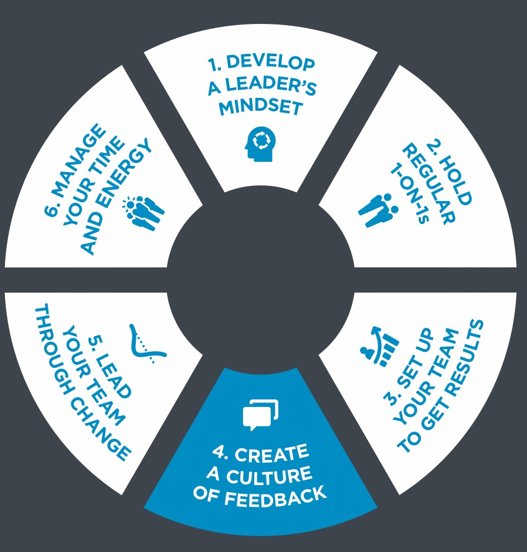 1. DEVELOP
A LEADER'S
MINDSET
2. HOLD
REGULAR
1-ON-1s
3. SET UP
YOUR TEAM
TO GET RESULTS
4. CREATE
A CULTURE
OF FEEDBACK
5. LEAD
YOUR TEAM
THROUGH CHANGE
6. MANAGE
YOUR TIME
AND ENERGY